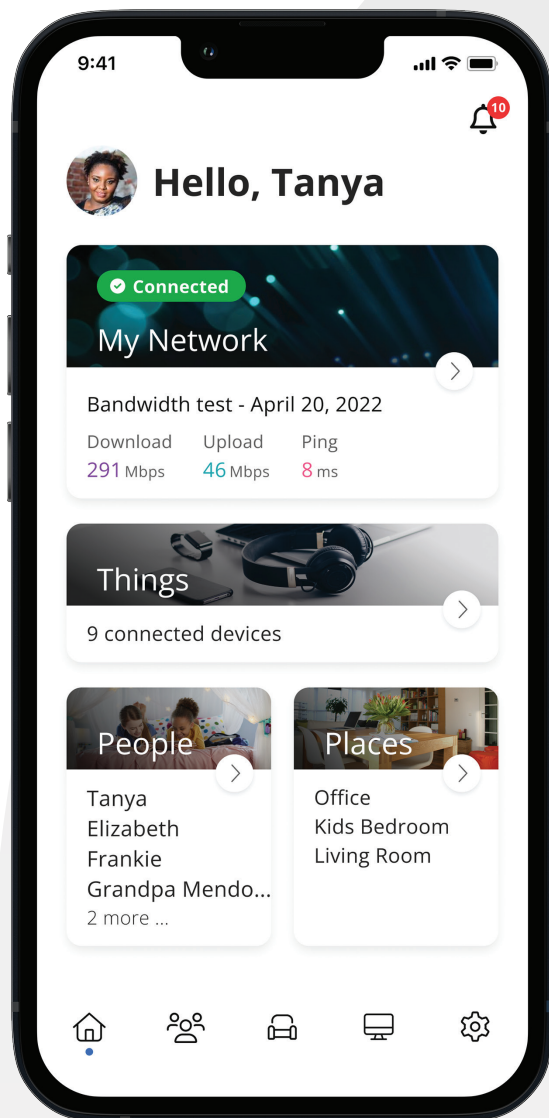 9:41
10
Hello, Tanya
Connected
My Network
Bandwidth test - April 20, 2022
Download Upload Ping
291 Mbps 46 Mbps 8 ms
Things
9 connected devices
People
Tanya
Elizabeth
Frankie
Grandpa Mendo...
2 more ...
Places
Office
Kids Bedroom
Living Room